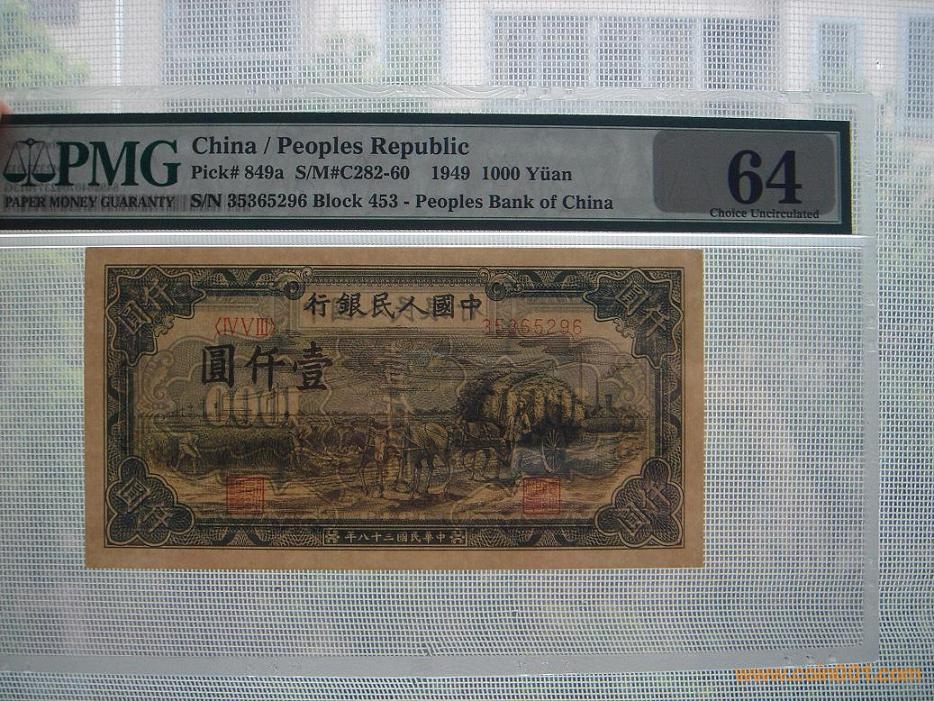 PMG
PAPER MONEY GUARANTY
China / Peoples Republic
Pick# 849a S/M#C282-60 1949 1000 Yüan
S/N 35365296 Block 453 - Peoples Bank of China
64
Choice Uncirculated
圓仟
圓仟
行銀民人國中
〈IVVIII〉
35365296
圓仟壹
圓仟
圓仟
年八十三國民華中